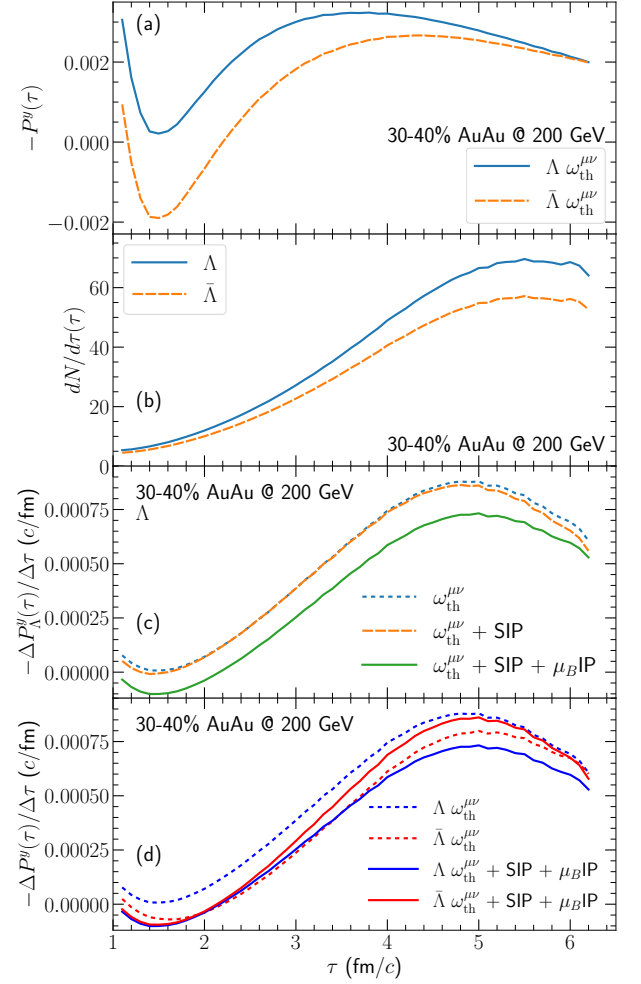 (a)
0.002
0.000
−0.002
−P^y(τ)
30-40% AuAu @ 200 GeV
Λ ω_th^{μν}
Λ̄ ω_th^{μν}
Λ
Λ̄
60
40
20
0
dN/dτ(τ)
(b)
30-40% AuAu @ 200 GeV
30-40% AuAu @ 200 GeV
Λ
0.00075
0.00050
0.00025
0.00000
−ΔP_Λ^y(τ)/Δτ (c/fm)
ω_th^{μν}
ω_th^{μν} + SIP
ω_th^{μν} + SIP + μ_BIP
(c)
30-40% AuAu @ 200 GeV
0.00075
0.00050
0.00025
0.00000
−ΔP^y(τ)/Δτ (c/fm)
Λ ω_th^{μν}
Λ̄ ω_th^{μν}
Λ ω_th^{μν} + SIP + μ_BIP
Λ̄ ω_th^{μν} + SIP + μ_BIP
(d)
1 2 3 4 5 6
τ (fm/c)